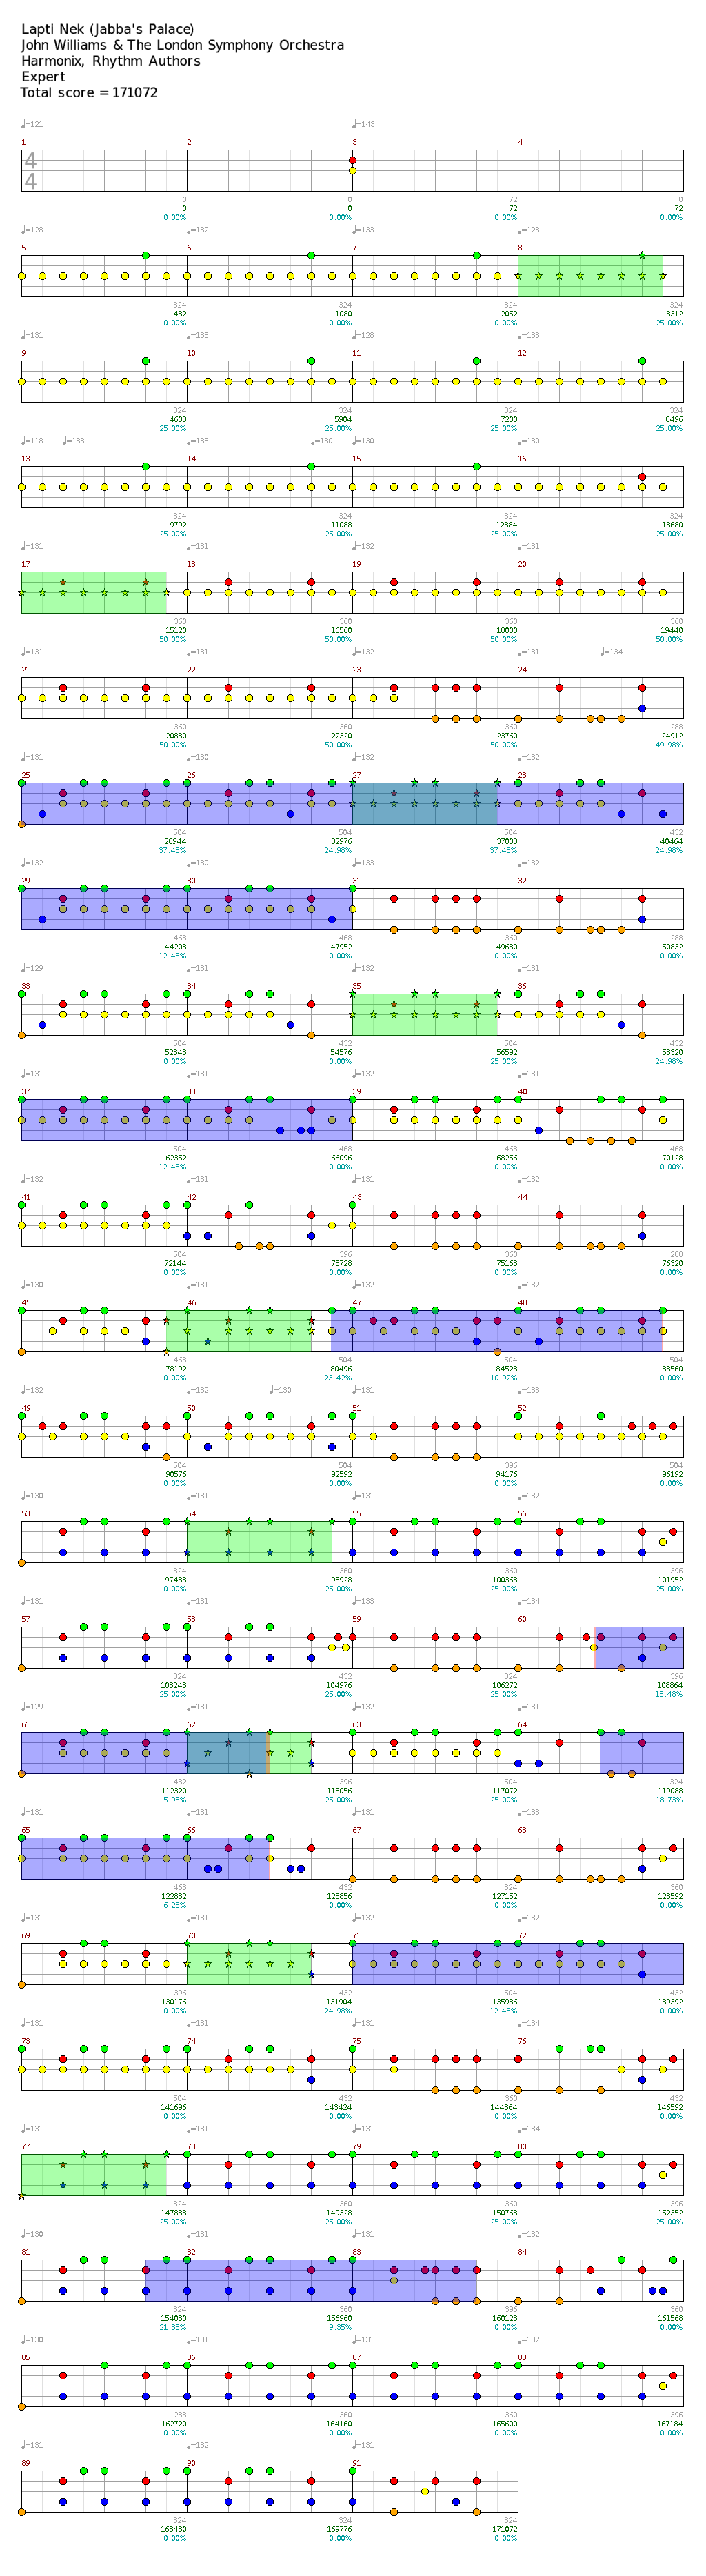 Lapti Nek (Jabba's Palace)
John Williams & The London Symphony Orchestra
Harmonix, Rhythm Authors
Expert
Total score = 171072
♩=121 ♩=143
1 2 3 4
4
4
0 0 72 0
0 0 72 72
0.00% 0.00% 0.00% 0.00%
♩=128 ♩=132 ♩=133 ♩=128
5 6 7 8
324 324 324 324
432 1080 2052 3312
0.00% 0.00% 0.00% 25.00%
♩=131 ♩=133 ♩=128 ♩=133
9 10 11 12
324 324 324 324
4608 5904 7200 8496
25.00% 25.00% 25.00% 25.00%
♩=118 ♩=133 ♩=135 ♩=130 ♩=130 ♩=130
13 14 15 16
324 324 324 324
9792 11088 12384 13680
25.00% 25.00% 25.00% 25.00%
♩=131 ♩=131 ♩=132 ♩=131
17 18 19 20
360 360 360 360
15120 16560 18000 19440
50.00% 50.00% 50.00% 50.00%
♩=131 ♩=131 ♩=131 ♩=131 ♩=134
21 22 23 24
360 360 360 288
20880 22320 23760 24912
50.00% 50.00% 50.00% 49.98%
♩=131 ♩=130 ♩=132 ♩=132
25 26 27 28
504 504 504 432
28944 32976 37008 40464
37.48% 24.98% 37.48% 24.98%
♩=132 ♩=130 ♩=133 ♩=132
29 30 31 32
468 468 360 288
44208 47952 49680 50832
12.48% 0.00% 0.00% 0.00%
♩=129 ♩=131 ♩=132 ♩=131
33 34 35 36
504 432 504 432
52848 54576 56592 58320
0.00% 0.00% 25.00% 24.98%
♩=131 ♩=131 ♩=132 ♩=131
37 38 39 40
504 468 468 468
62352 66096 68256 70128
12.48% 0.00% 0.00% 0.00%
♩=132 ♩=131 ♩=131
41 42 43 44
504 396 360 288
72144 73728 75168 76320
0.00% 0.00% 0.00% 0.00%
♩=130 ♩=131 ♩=132 ♩=132
45 46 47 48
468 504 504 504
78192 80496 84528 88560
0.00% 23.42% 10.92% 0.00%
♩=132 ♩=132 ♩=130 ♩=131 ♩=133
49 50 51 52
504 504 396 504
90576 92592 94176 96192
0.00% 0.00% 0.00% 0.00%
♩=130 ♩=131 ♩=131 ♩=132
53 54 55 56
324 360 360 396
97488 98928 100368 101952
0.00% 25.00% 25.00% 25.00%
♩=131 ♩=131 ♩=133 ♩=134
57 58 59 60
324 432 324 396
103248 104976 106272 108864
25.00% 25.00% 25.00% 18.48%
♩=129 ♩=131 ♩=131 ♩=131
61 62 63 64
432 396 504 324
112320 115056 117072 119088
5.98% 25.00% 25.00% 18.73%
♩=131 ♩=131 ♩=131 ♩=133
65 66 67 68
468 432 324 360
122832 125856 127152 128592
6.23% 0.00% 0.00% 0.00%
♩=131 ♩=131 ♩=132 ♩=131
69 70 71 72
396 432 504 432
130176 131904 135936 139392
0.00% 24.98% 12.48% 0.00%
♩=131 ♩=131 ♩=131 ♩=134
73 74 75 76
504 432 360 432
141696 143424 144864 146592
0.00% 0.00% 0.00% 0.00%
♩=131 ♩=131 ♩=131 ♩=134
77 78 79 80
324 360 360 396
147888 149328 150768 152352
25.00% 25.00% 25.00% 25.00%
♩=130 ♩=131 ♩=131 ♩=132
81 82 83 84
324 360 396 360
154080 156960 160128 161568
21.85% 9.35% 0.00% 0.00%
♩=130 ♩=131 ♩=131 ♩=132
85 86 87 88
288 360 360 396
162720 164160 165600 167184
0.00% 0.00% 0.00% 0.00%
♩=131 ♩=132 ♩=131
89 90 91
324 324 324
168480 169776 171072
0.00% 0.00% 0.00%